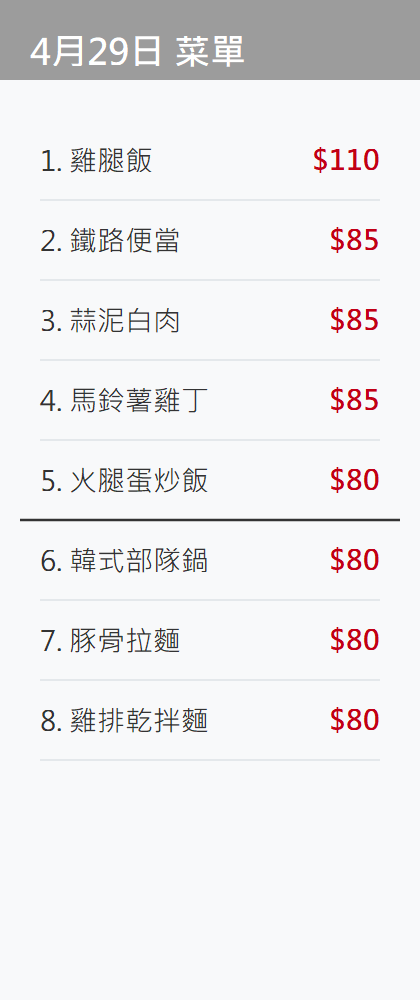 4月29日 菜單
1. 雞腿飯 $110
2. 鐵路便當 $85
3. 蒜泥白肉 $85
4. 馬鈴薯雞丁 $85
5. 火腿蛋炒飯 $80
6. 韓式部隊鍋 $80
7. 豚骨拉麵 $80
8. 雞排乾拌麵 $80